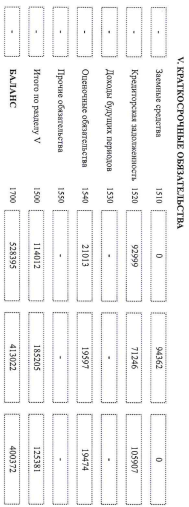 V. КРАТКОСРОЧНЫЕ ОБЯЗАТЕЛЬСТВА
- Заемные средства 1510 0 94362 0
- Кредиторская задолженность 1520 92999 71246 105907
- Доходы будущих периодов 1530 - - -
- Оценочные обязательства 1540 21013 19597 19474
- Прочие обязательства 1550 - - -
- Итого по разделу V 1500 114012 185205 125381
- БАЛАНС 1700 528395 413022 400372